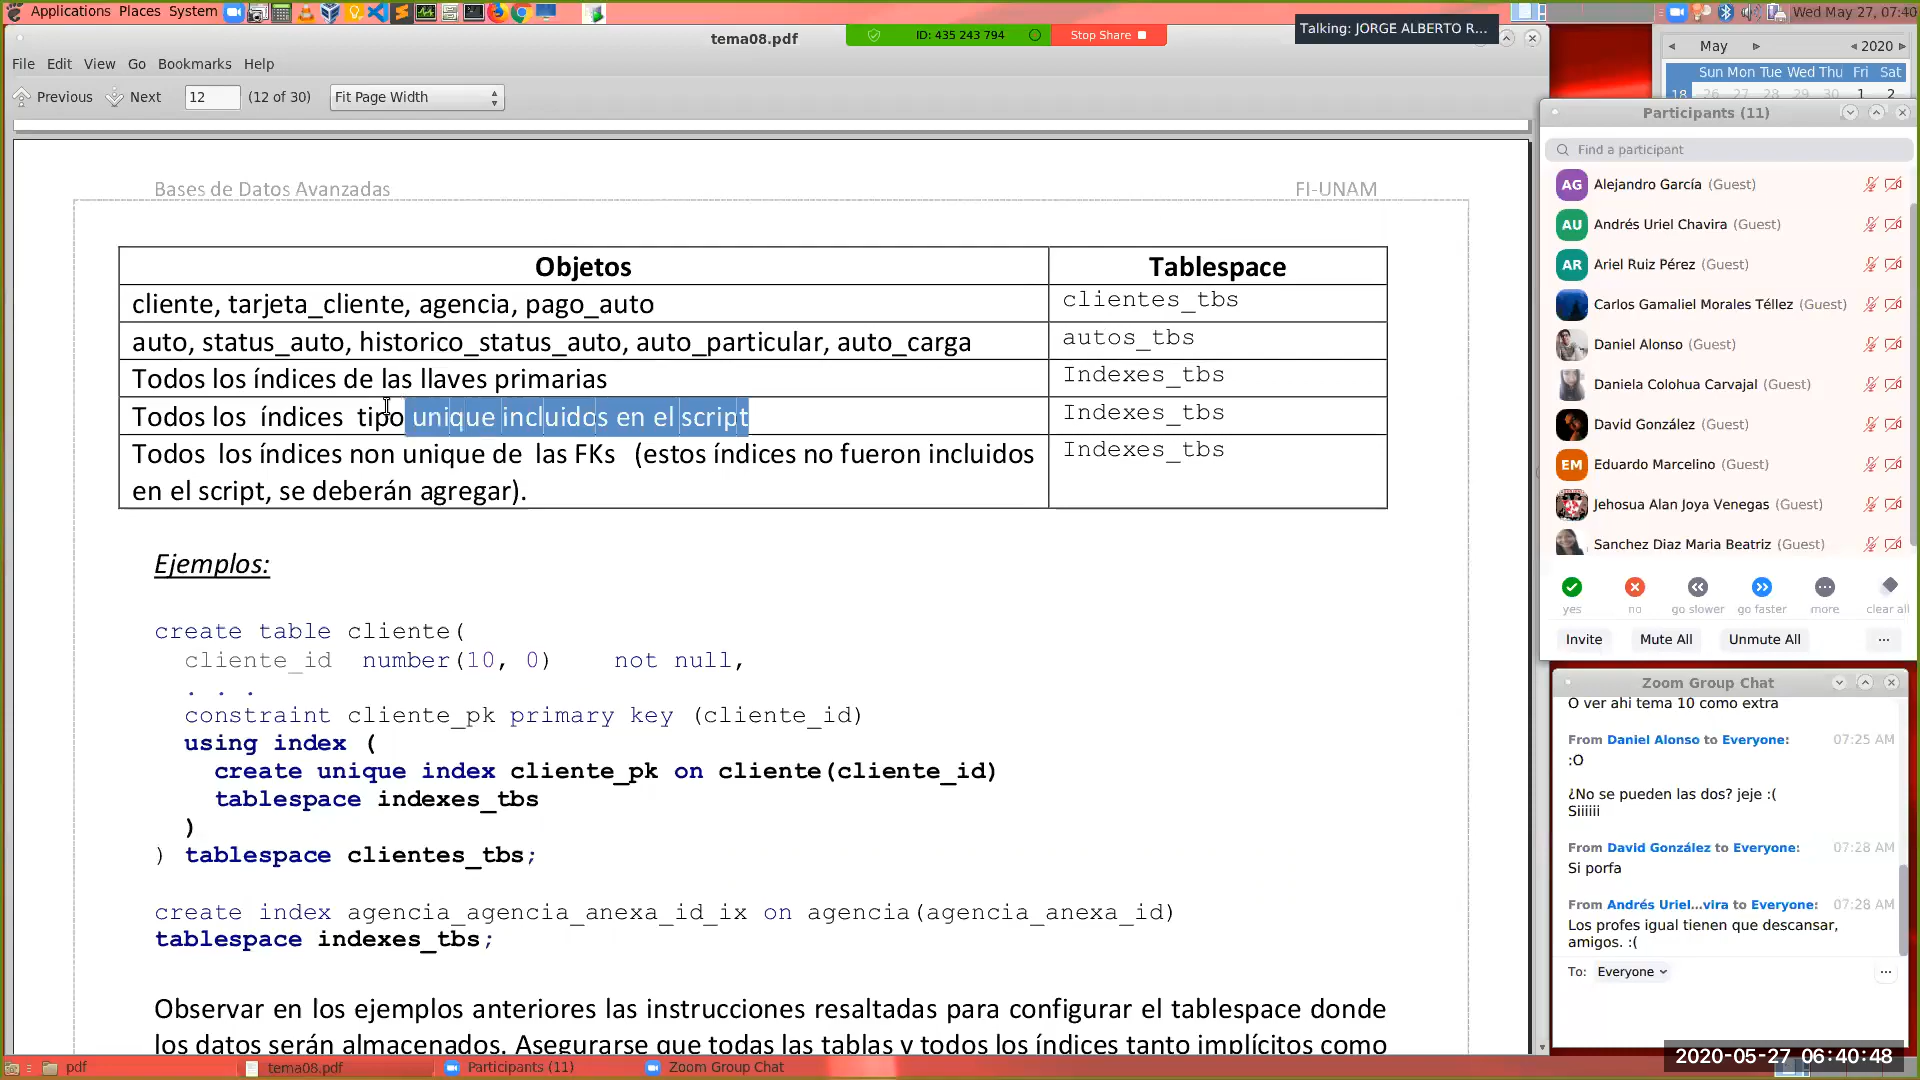 Applications Places System
Wed May 27, 07:40
tema08.pdf
ID: 435 243 794
Stop Share
Talking: JORGE ALBERTO R...
File Edit View Go Bookmarks Help
Previous Next 12 (12 of 30) Fit Page Width
May 2020
Sun Mon Tue Wed Thu Fri Sat
18 26 27 28 29 30 1 2
Bases de Datos Avanzadas
FI-UNAM
Objetos Tablespace
cliente, tarjeta_cliente, agencia, pago_auto clientes_tbs
auto, status_auto, historico_status_auto, auto_particular, auto_carga autos_tbs
Todos los índices de las llaves primarias Indexes_tbs
Todos los índices tipo unique incluidos en el script Indexes_tbs
Todos los índices non unique de las FKs (estos índices no fueron incluidos Indexes_tbs
en el script, se deberán agregar).
Ejemplos:
create table cliente(
cliente_id number(10, 0) not null,
. . .
constraint cliente_pk primary key (cliente_id)
using index (
create unique index cliente_pk on cliente(cliente_id)
tablespace indexes_tbs
)
) tablespace clientes_tbs;
create index agencia_agencia_anexa_id_ix on agencia(agencia_anexa_id)
tablespace indexes_tbs;
Observar en los ejemplos anteriores las instrucciones resaltadas para configurar el tablespace donde
los datos serán almacenados. Asegurarse que todas las tablas y todos los índices tanto implícitos como
Participants (11)
Find a participant
AG Alejandro García (Guest)
AU Andrés Uriel Chavira (Guest)
AR Ariel Ruiz Pérez (Guest)
Carlos Gamaliel Morales Téllez (Guest)
Daniel Alonso (Guest)
Daniela Colohua Carvajal (Guest)
David González (Guest)
EM Eduardo Marcelino (Guest)
Jehosua Alan Joya Venegas (Guest)
Sanchez Diaz Maria Beatriz (Guest)
yes no go slower go faster more clear all
Invite Mute All Unmute All ...
Zoom Group Chat
O ver ahi tema 10 como extra
From Daniel Alonso to Everyone: 07:25 AM
:O
¿No se pueden las dos? jeje :(
Siiiiii
From David González to Everyone: 07:28 AM
Si porfa
From Andrés Uriel...vira to Everyone: 07:28 AM
Los profes igual tienen que descansar,
amigos. :(
To: Everyone ...
2020-05-27 06:40:48
pdf tema08.pdf Participants (11) Zoom Group Chat